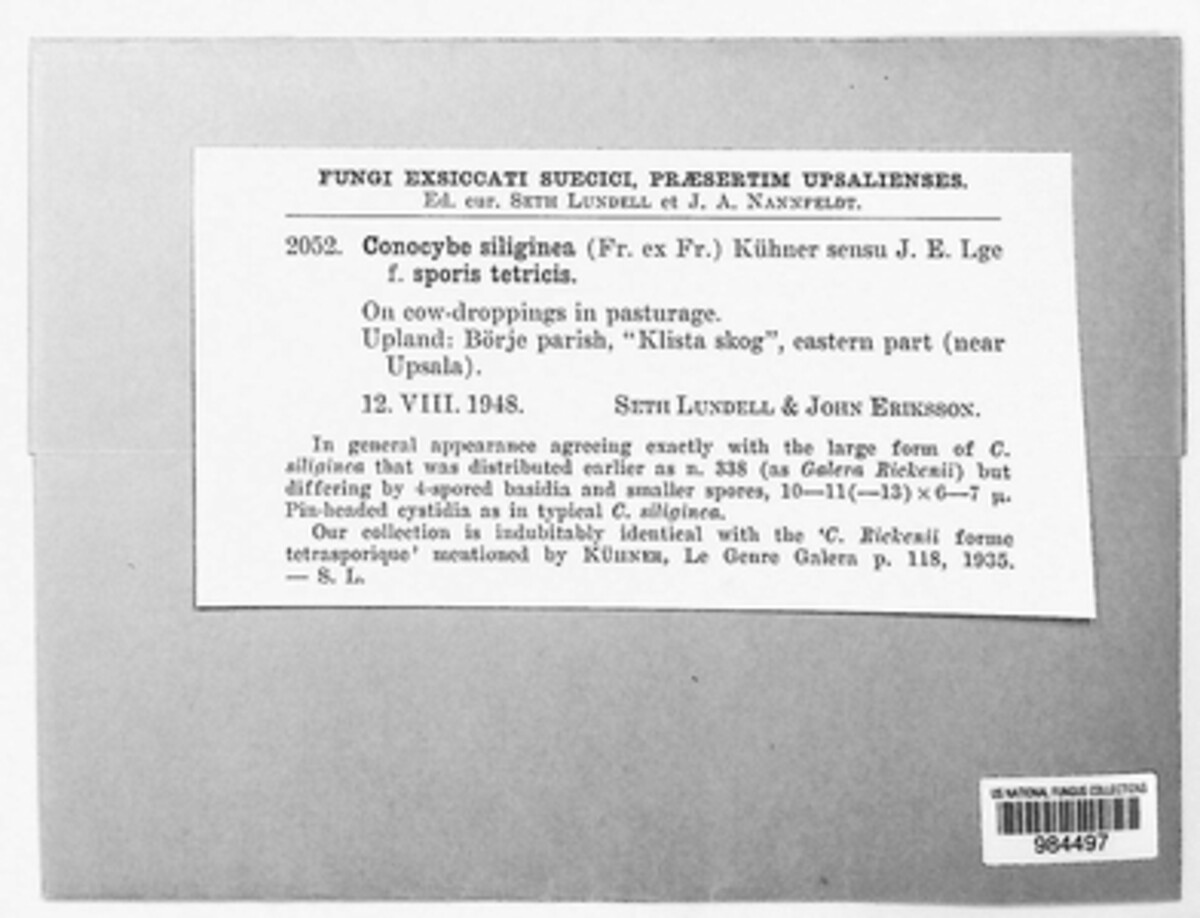 FUNGI EXSICCATI SUECICI, PRÆSERTIM UPSALIENSES.
Ed. cur. SETH LUNDELL et J. A. NANNFELDT.
2052. Conocybe siliginea (Fr. ex Fr.) Kühner sensu J. E. Lge
f. sporis tetricis.
On cow-droppings in pasturage.
Upland: Börje parish, "Klista skog", eastern part (near
Upsala).
12. VIII. 1948. SETH LUNDELL & JOHN ERIKSSON.
In general appearance agreeing exactly with the large form of C.
siliginea that was distributed earlier as n. 338 (as Galera Rickenii) but
differing by 4-spored basidia and smaller spores, 10—11(—13) × 6—7 μ.
Pin-headed cystidia as in typical C. siliginea.
Our collection is indubitably identical with the 'C. Rickenii forme
tetrasporique' mentioned by KÜHNER, Le Genre Galera p. 118, 1935.
— S. L.
US NATIONAL FUNGUS COLLECTIONS
984497